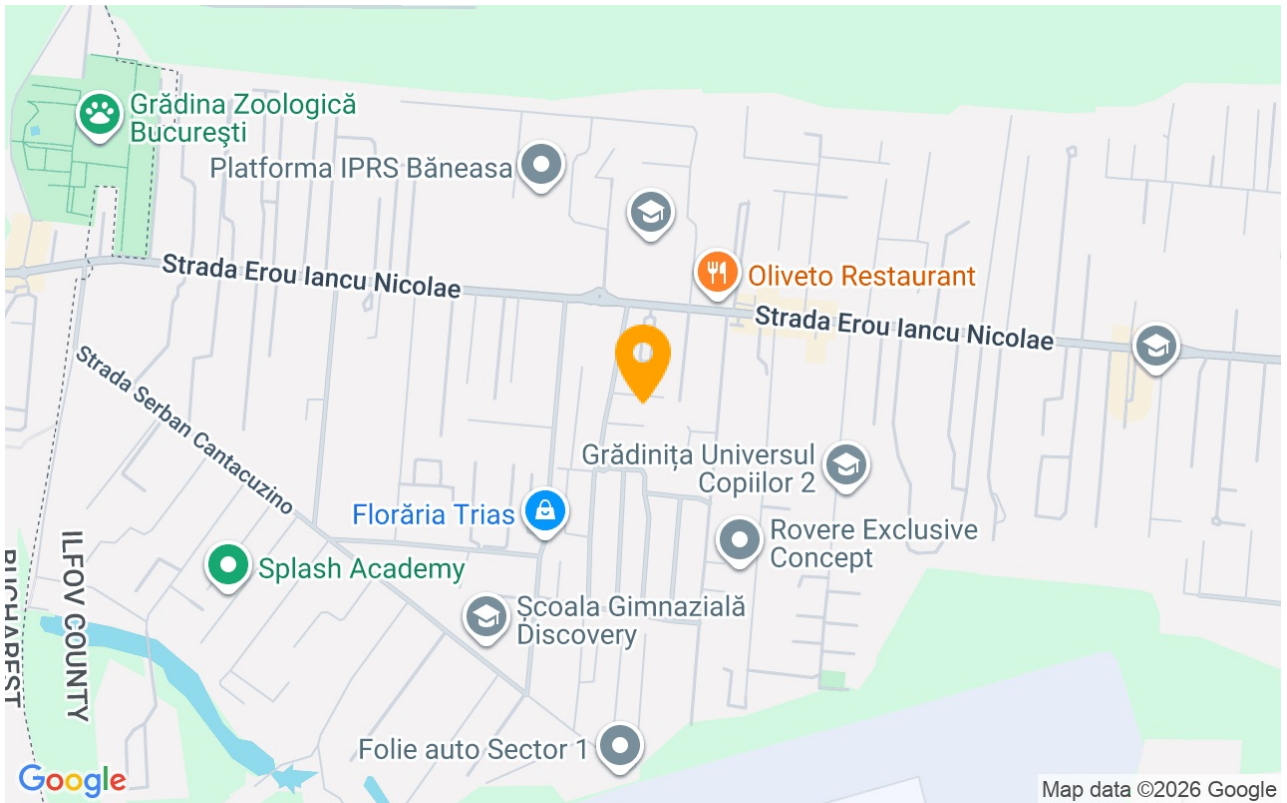 Grădina Zoologică
București
Platforma IPRS Băneasa
Strada Erou Iancu Nicolae
Oliveto Restaurant
Strada Erou Iancu Nicolae
Strada Serban Cantacuzino
Grădinița Universul
Copiilor 2
Florăria Trias
Rovere Exclusive
Concept
ILFOV COUNTY
BUCHAREST
Splash Academy
Școala Gimnazială
Discovery
Folie auto Sector 1
Google
Map data ©2026 Google